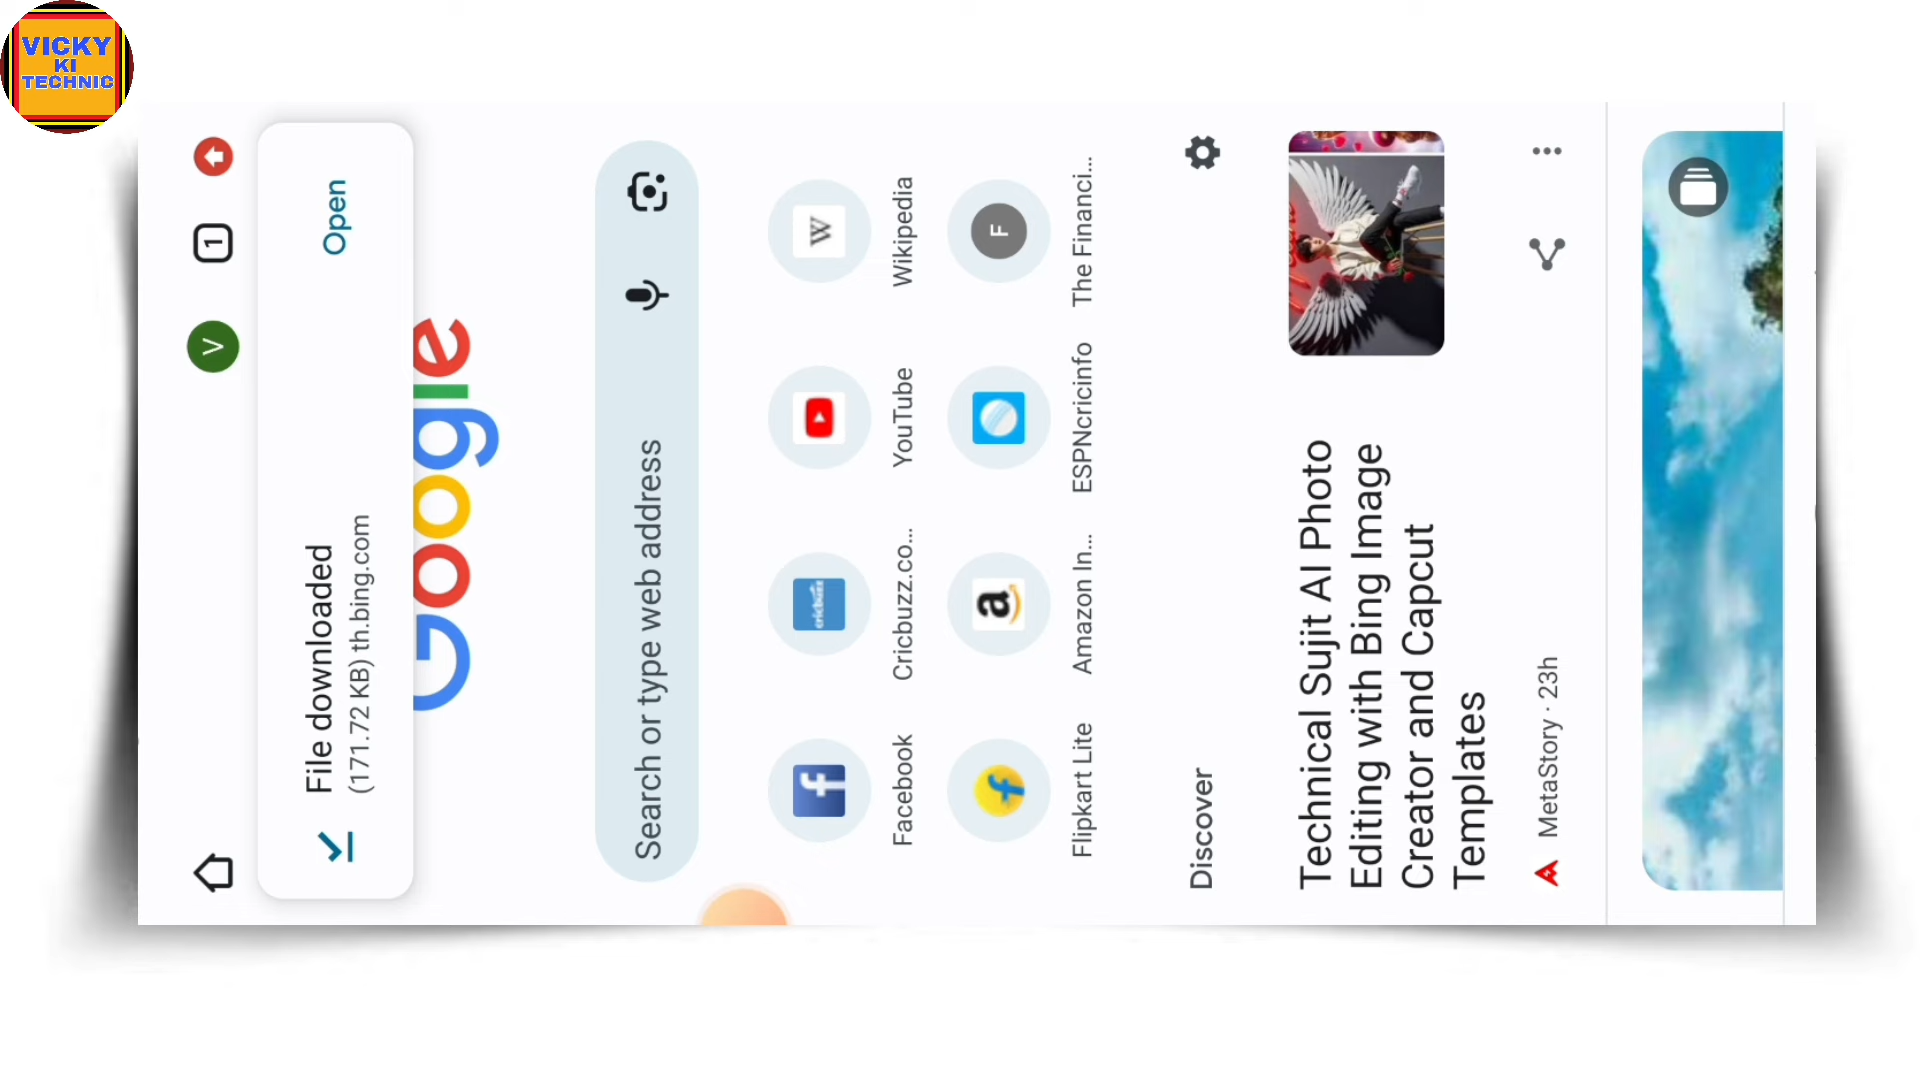 VICKY
KI
TECHNIC
1
V
File downloaded
(171.72 KB) th.bing.com
Open
Google
Search or type web address
Facebook
Cricbuzz.co...
cricbuzz
YouTube
W
Wikipedia
Flipkart Lite
Amazon In...
ESPNcricinfo
F
The Financi...
Discover
Technical Sujit AI Photo
Editing with Bing Image
Creator and Capcut
Templates
MetaStory · 23h